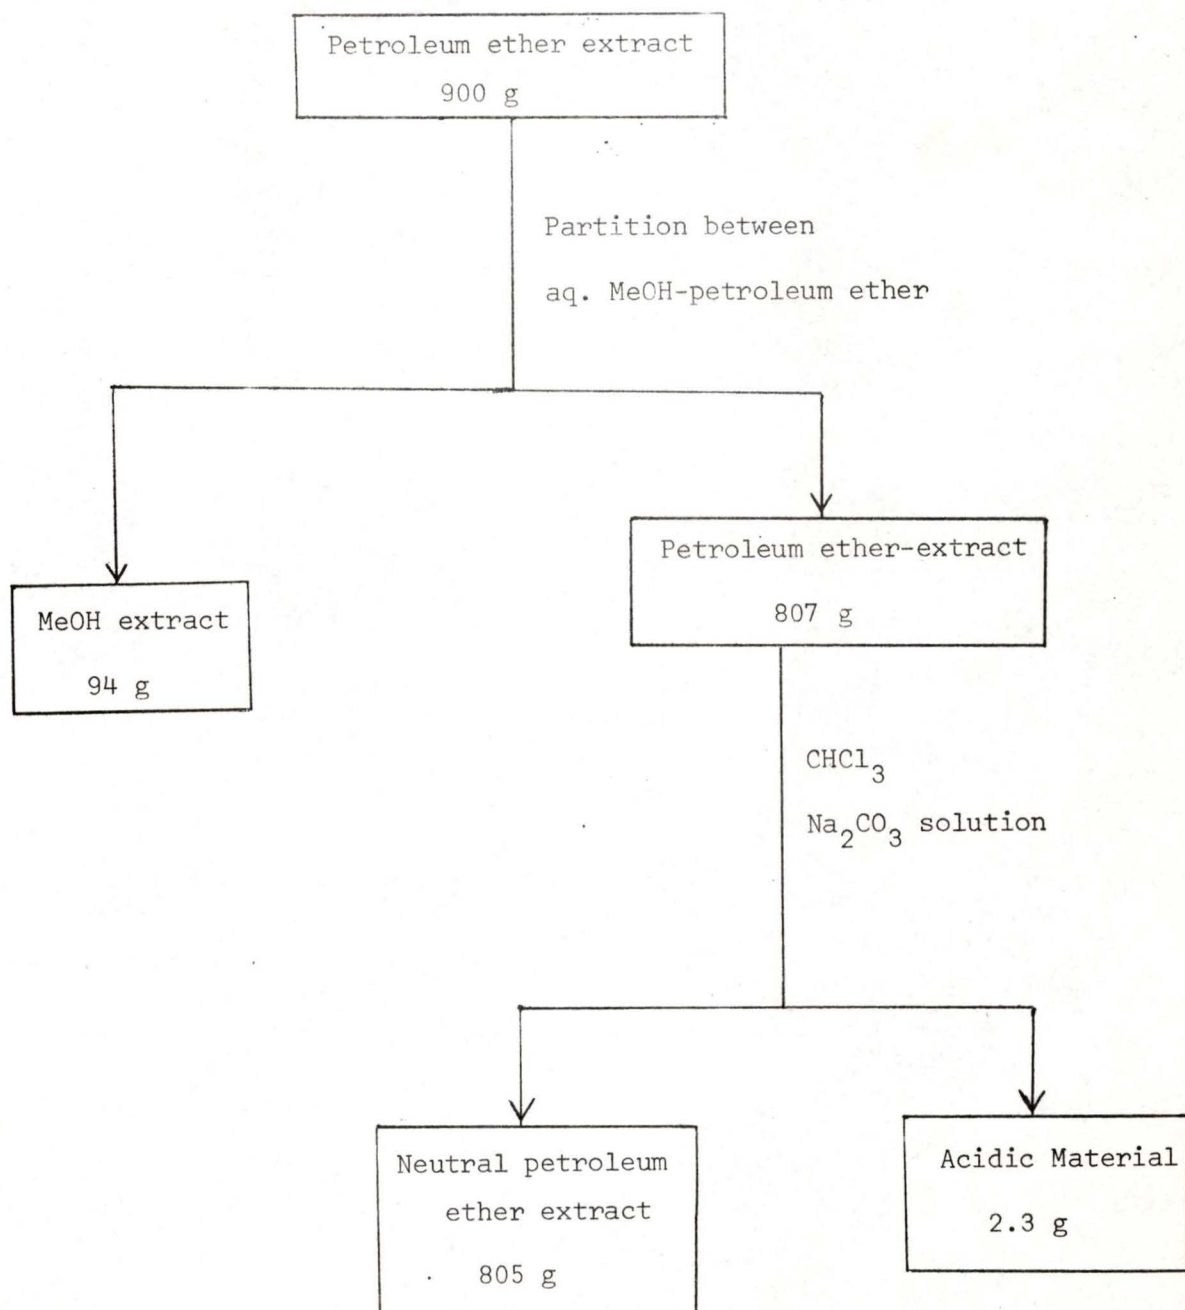 Petroleum ether extract
900 g
Partition between
aq. MeOH-petroleum ether
MeOH extract
94 g
Petroleum ether-extract
807 g
CHCl₃
Na₂CO₃ solution
Neutral petroleum
ether extract
805 g
Acidic Material
2.3 g